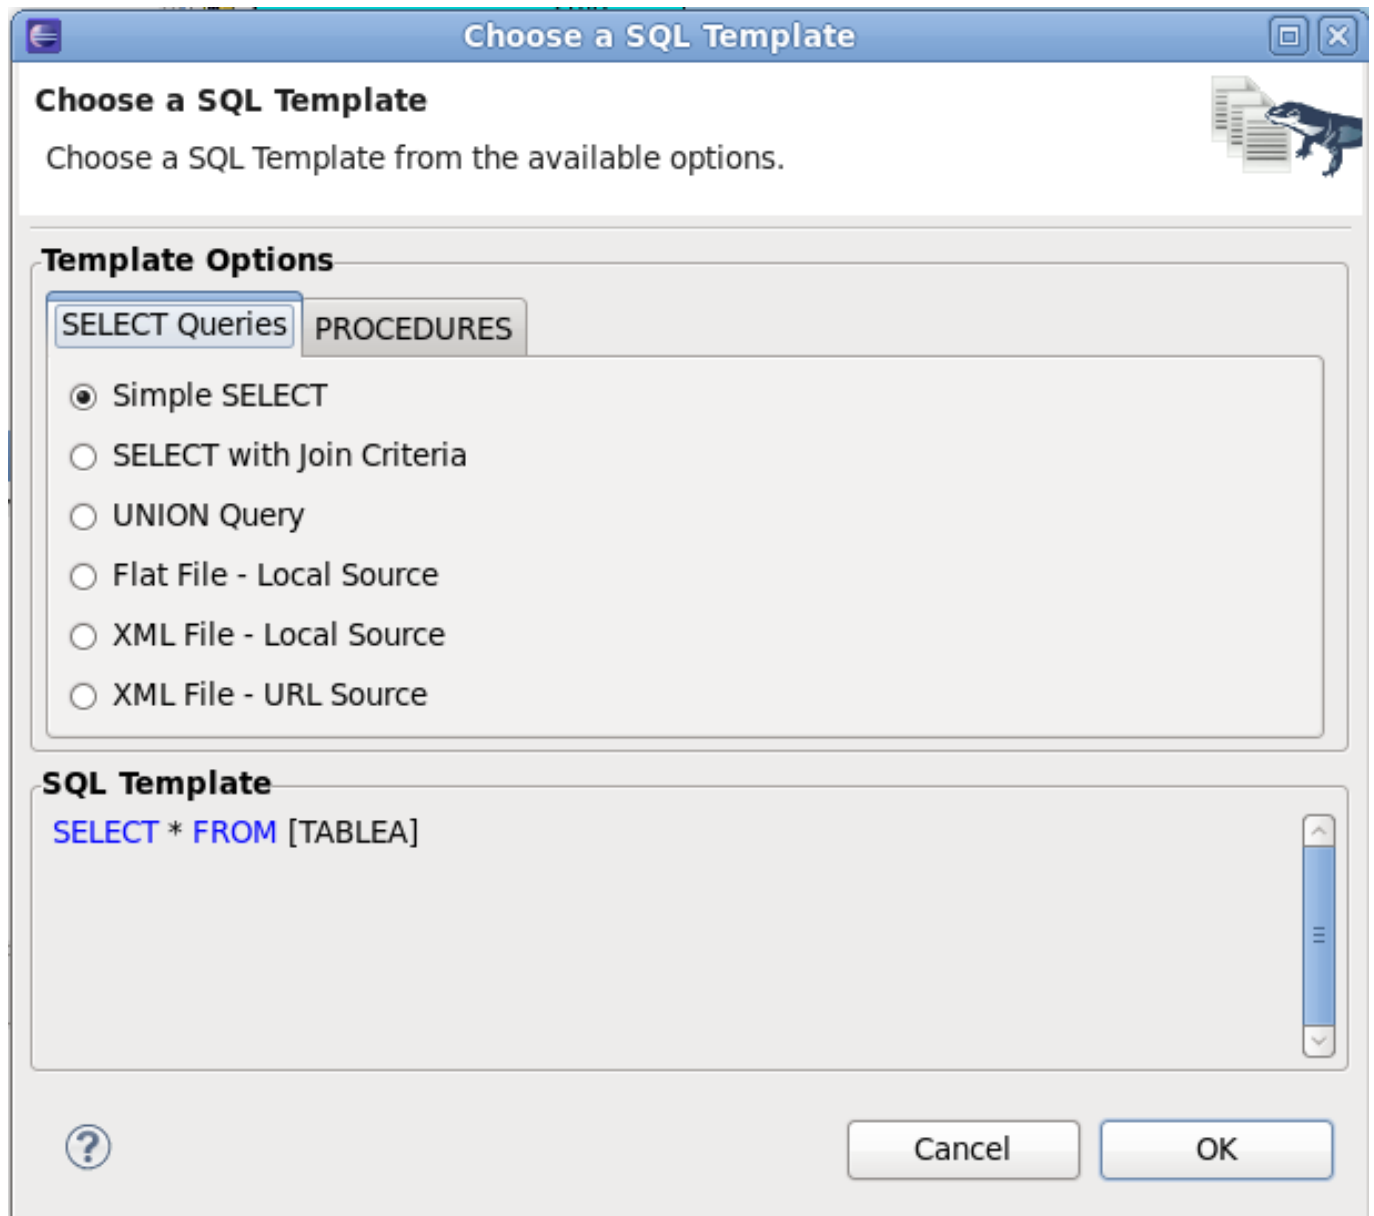 Choose a SQL Template
Choose a SQL Template
Choose a SQL Template from the available options.
Template Options
SELECT Queries PROCEDURES
Simple SELECT
SELECT with Join Criteria
UNION Query
Flat File - Local Source
XML File - Local Source
XML File - URL Source
SQL Template
SELECT * FROM [TABLEA]
?
Cancel OK